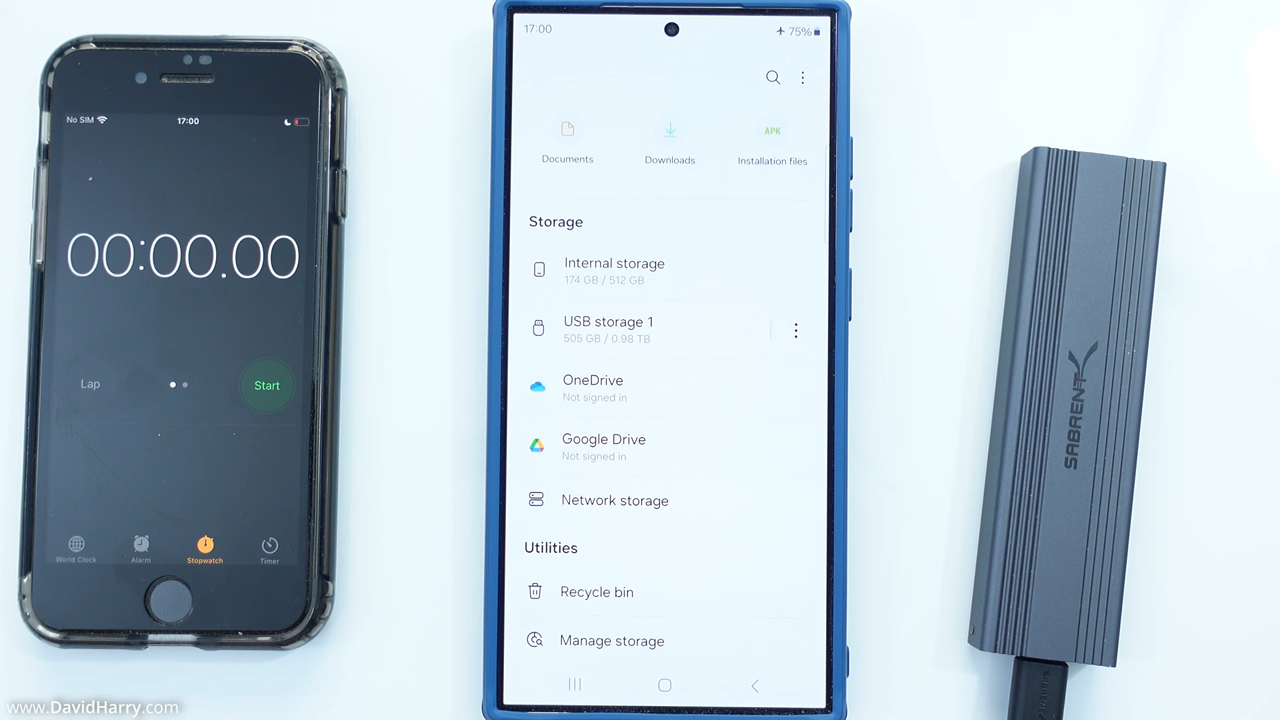 No SIM
17:00
00:00.00
Lap
Start
World Clock
Alarm
Stopwatch
Timer
17:00
75%
APK
Documents
Downloads
Installation files
Storage
Internal storage
174 GB / 512 GB
USB storage 1
505 GB / 0.98 TB
OneDrive
Not signed in
Google Drive
Not signed in
Network storage
Utilities
Recycle bin
Manage storage
SABRENT
SABRENT
www.DavidHarry.com